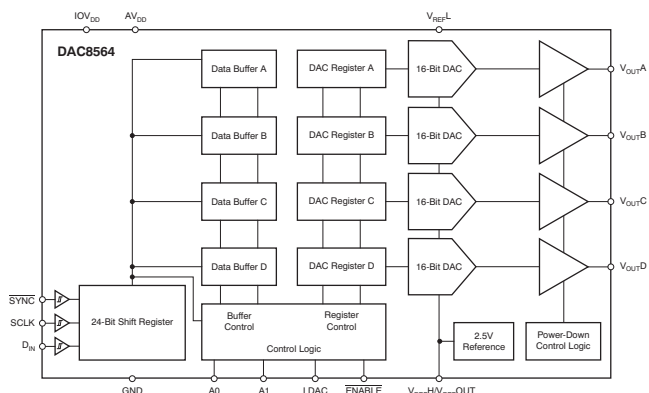 IOVDD AVDD VREFL
DAC8564
Data Buffer A DAC Register A 16-Bit DAC VOUTA
Data Buffer B DAC Register B 16-Bit DAC VOUTB
Data Buffer C DAC Register C 16-Bit DAC VOUTC
Data Buffer D DAC Register D 16-Bit DAC VOUTD
SYNC
SCLK
DIN
24-Bit Shift Register
Buffer
Control
Register
Control
Control Logic
2.5V
Reference
Power-Down
Control Logic
GND A0 A1 LDAC ENABLE VREFH/VREFOUT